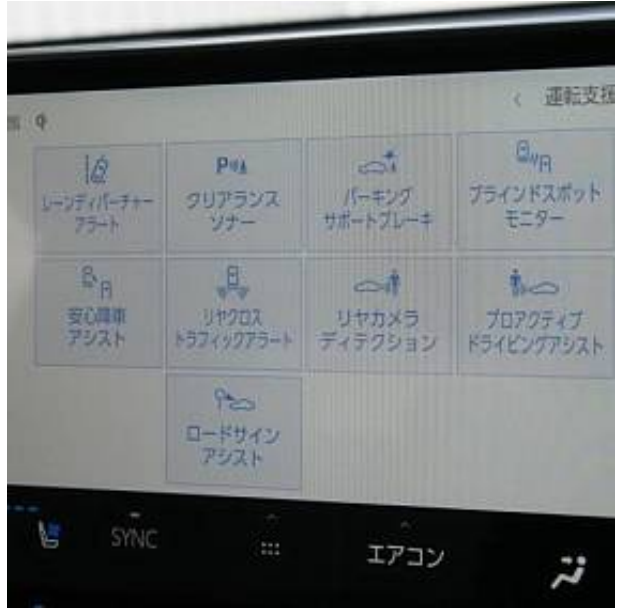 < 運転支援
レーンディパーチャー
アラート
P
クリアランス
ソナー
パーキング
サポートブレーキ
ブラインドスポット
モニター
安心降車
アシスト
リヤクロス
トラフィックアラート
リヤカメラ
ディテクション
プロアクティブ
ドライビングアシスト
ロードサイン
アシスト
SYNC
エアコン